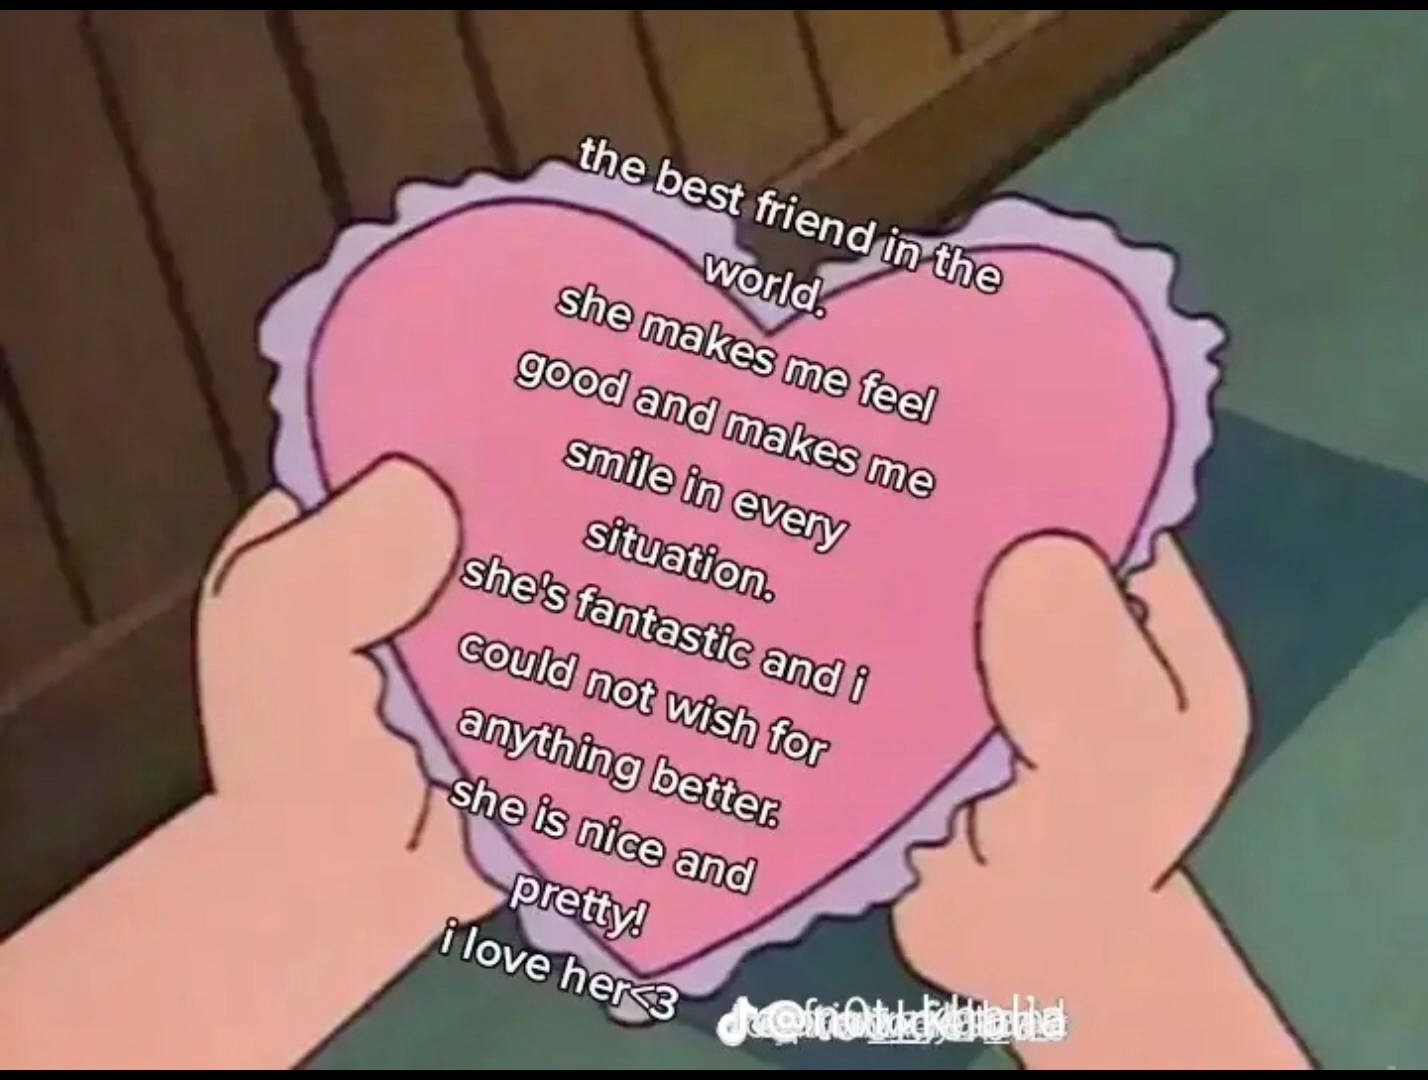 the best friend in the
world.
she makes me feel
good and makes me
smile in every
situation.
she's fantastic and i
could not wish for
anything better.
she is nice and
pretty!
i love her<3